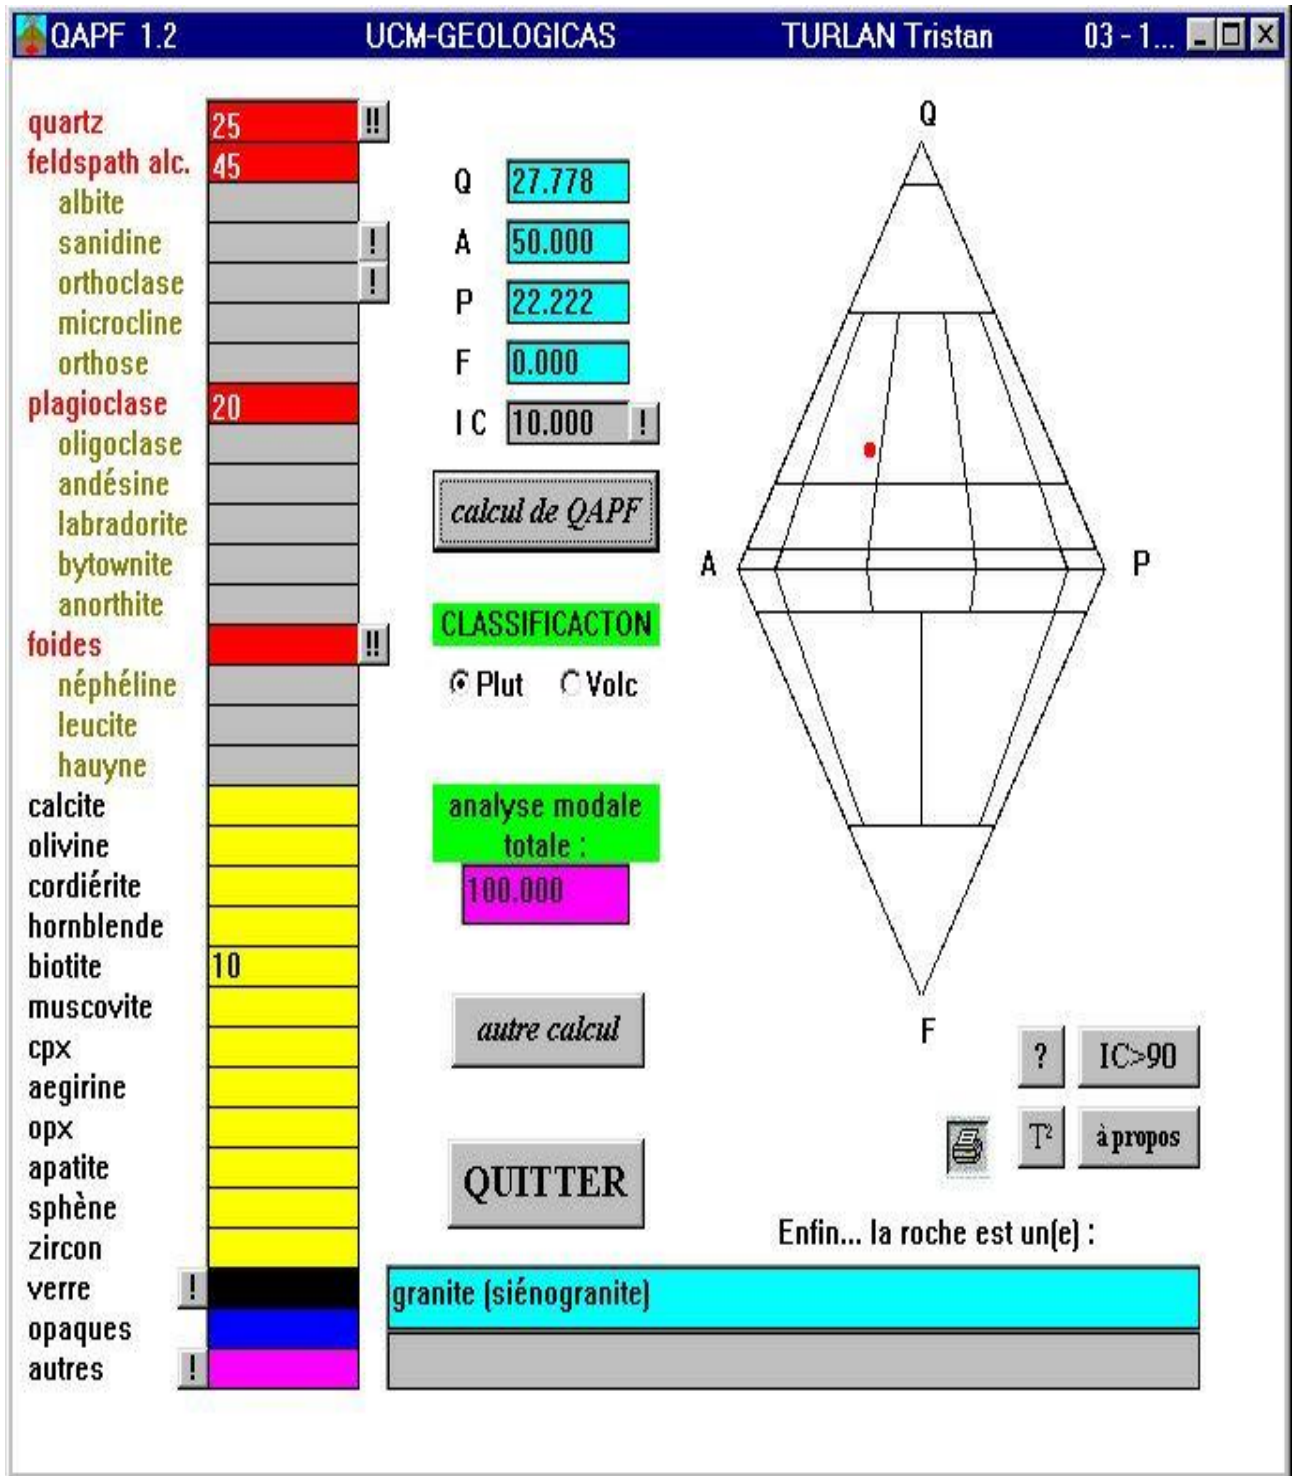 QAPF 1.2 UCM-GEOLOGICAS TURLAN Tristan 03 - 1...
quartz 25 !!
feldspath alc. 45
albite
sanidine !
orthoclase !
microcline
orthose
plagioclase 20
oligoclase
andésine
labradorite
bytownite
anorthite
foides !!
néphéline
leucite
hauyne
calcite
olivine
cordiérite
hornblende
biotite 10
muscovite
cpx
aegirine
opx
apatite
sphène
zircon
verre !
opaques
autres !
Q 27.778
A 50.000
P 22.222
F 0.000
I C 10.000 !
calcul de QAPF
CLASSIFICACTON
Plut Volc
analyse modale
totale :
100.000
autre calcul
QUITTER
Q
A P
F
? IC>90
T² à propos
Enfin... la roche est un(e) :
granite (siénogranite)